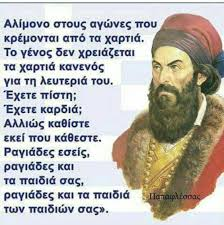 Αλίμονο στους αγώνες που
κρέμονται από τα χαρτιά.
Το γένος δεν χρειάζεται
τα χαρτιά κανενός
για τη λευτεριά του.
Έχετε πίστη;
Έχετε καρδιά;
Αλλιώς καθίστε
εκεί που κάθεστε.
Ραγιάδες εσείς,
ραγιάδες και
τα παιδιά σας,
ραγιάδες και τα παιδιά
των παιδιών σας».
Παπαφλέσσας